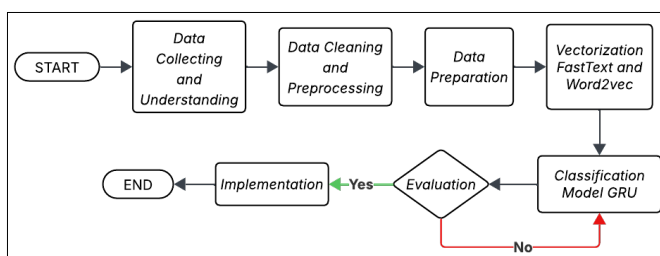 START
Data
Collecting
and
Understanding
Data Cleaning
and
Preprocessing
Data
Preparation
Vectorization
FastText and
Word2vec
Classification
Model GRU
Evaluation
Yes
Implementation
END
No